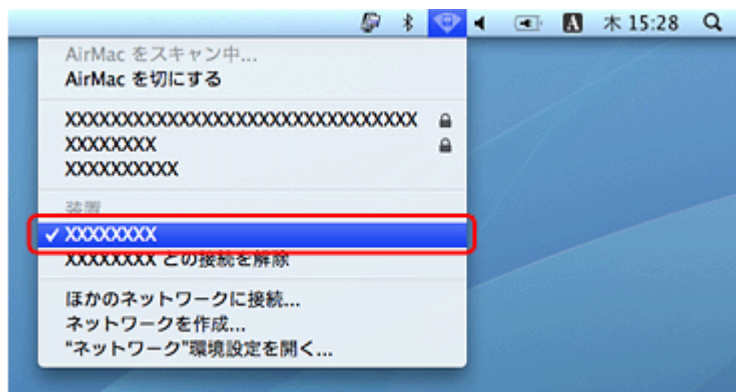 A 木 15:28
AirMac をスキャン中...
AirMac を切にする
XXXXXXXXXXXXXXXXXXXXXXXXXXXXXXXX
XXXXXXXX
XXXXXXXXXX
装置
✓ XXXXXXXX
XXXXXXXX との接続を解除
ほかのネットワークに接続...
ネットワークを作成...
"ネットワーク"環境設定を開く...